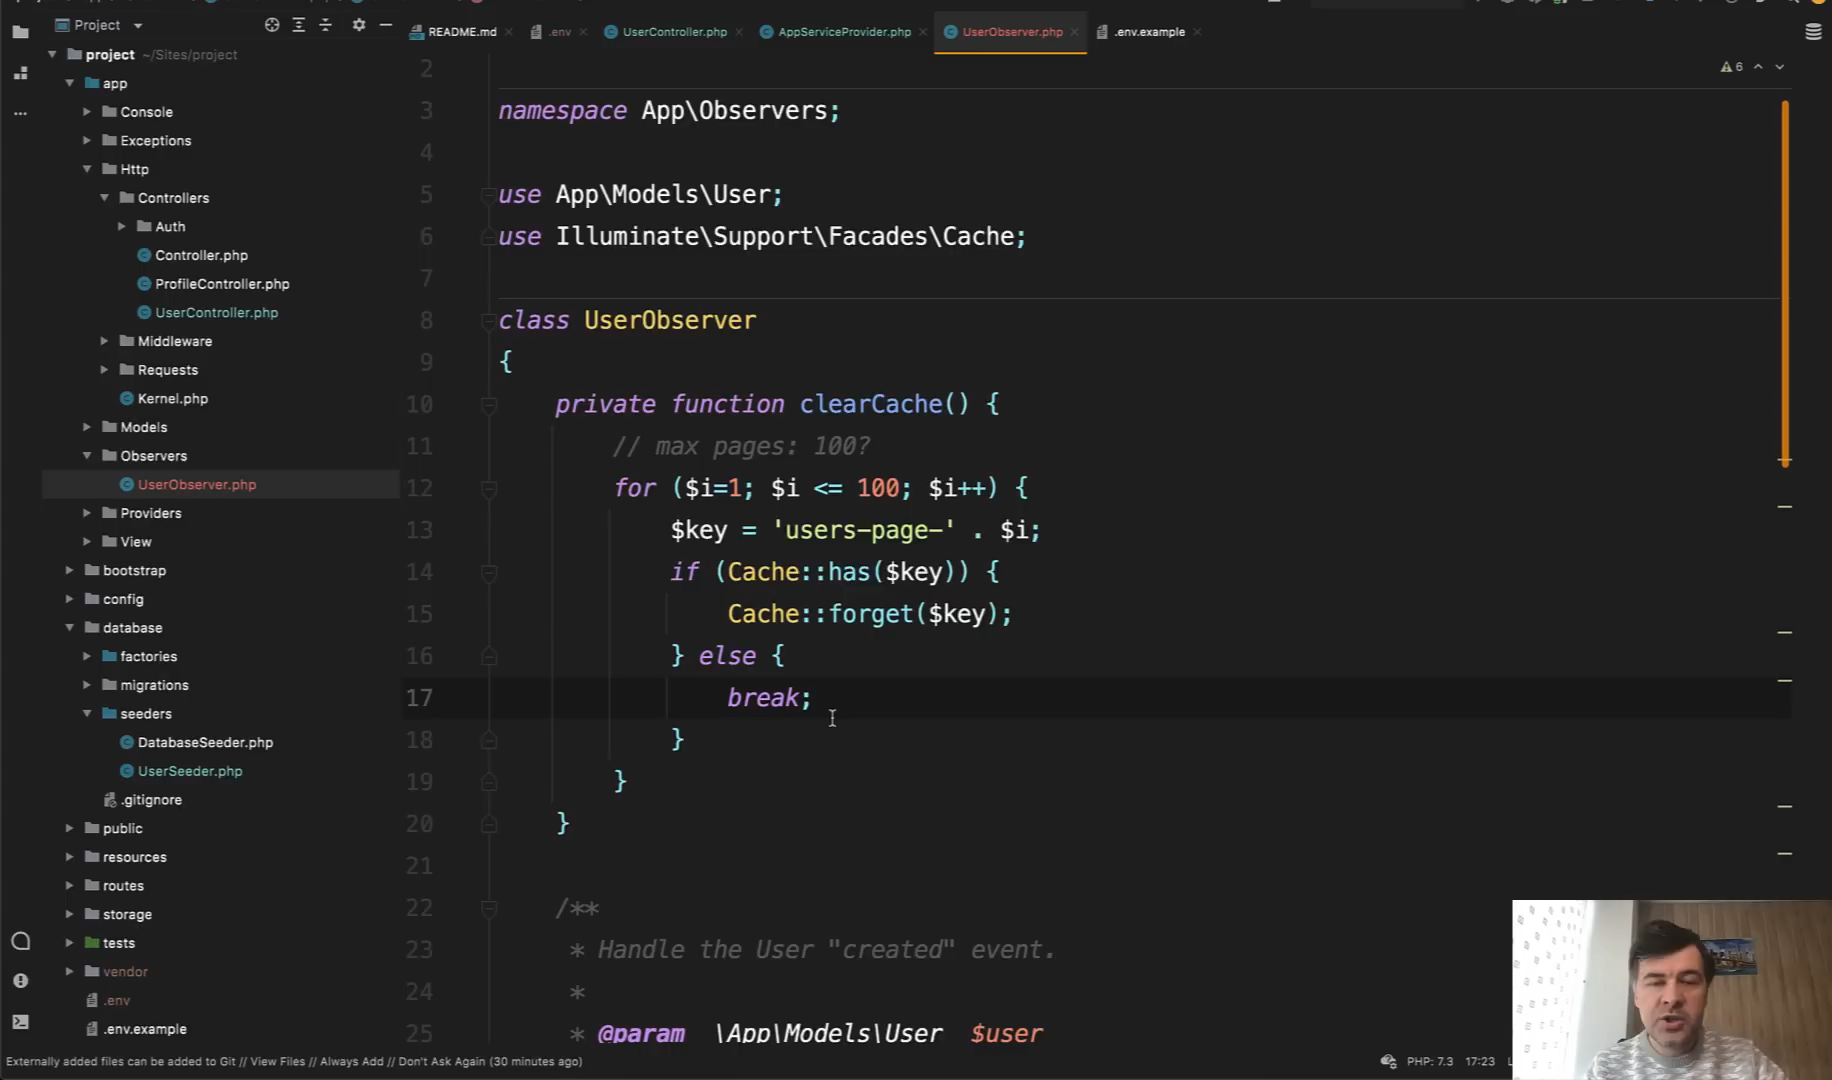 Project
README.md
.env
UserController.php
AppServiceProvider.php
UserObserver.php
.env.example
project ~/Sites/project
app
Console
Exceptions
Http
Controllers
Auth
Controller.php
ProfileController.php
UserController.php
Middleware
Requests
Kernel.php
Models
Observers
UserObserver.php
Providers
View
bootstrap
config
database
factories
migrations
seeders
DatabaseSeeder.php
UserSeeder.php
.gitignore
public
resources
routes
storage
tests
vendor
.env
.env.example
6
2
3 namespace App\Observers;
4
5 use App\Models\User;
6 use Illuminate\Support\Facades\Cache;
7
8 class UserObserver
9 {
10 private function clearCache() {
11 // max pages: 100?
12 for ($i=1; $i <= 100; $i++) {
13 $key = 'users-page-' . $i;
14 if (Cache::has($key)) {
15 Cache::forget($key);
16 } else {
17 break;
18 }
19 }
20 }
21
22 /**
23 * Handle the User "created" event.
24 *
25 * @param \App\Models\User $user
Externally added files can be added to Git // View Files // Always Add // Don't Ask Again (30 minutes ago)
PHP: 7.3 17:23